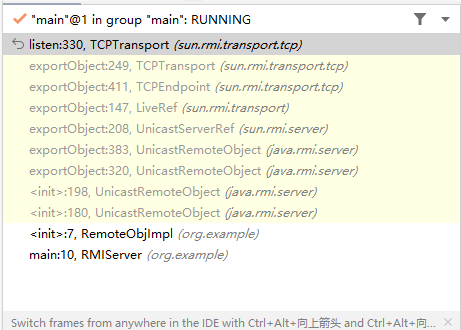 "main"@1 in group "main": RUNNING
listen:330, TCPTransport (sun.rmi.transport.tcp)
exportObject:249, TCPTransport (sun.rmi.transport.tcp)
exportObject:411, TCPEndpoint (sun.rmi.transport.tcp)
exportObject:147, LiveRef (sun.rmi.transport)
exportObject:208, UnicastServerRef (sun.rmi.server)
exportObject:383, UnicastRemoteObject (java.rmi.server)
exportObject:320, UnicastRemoteObject (java.rmi.server)
<init>:198, UnicastRemoteObject (java.rmi.server)
<init>:180, UnicastRemoteObject (java.rmi.server)
<init>:7, RemoteObjImpl (org.example)
main:10, RMIServer (org.example)
Switch frames from anywhere in the IDE with Ctrl+Alt+向上箭头 and Ctrl+Alt+向...